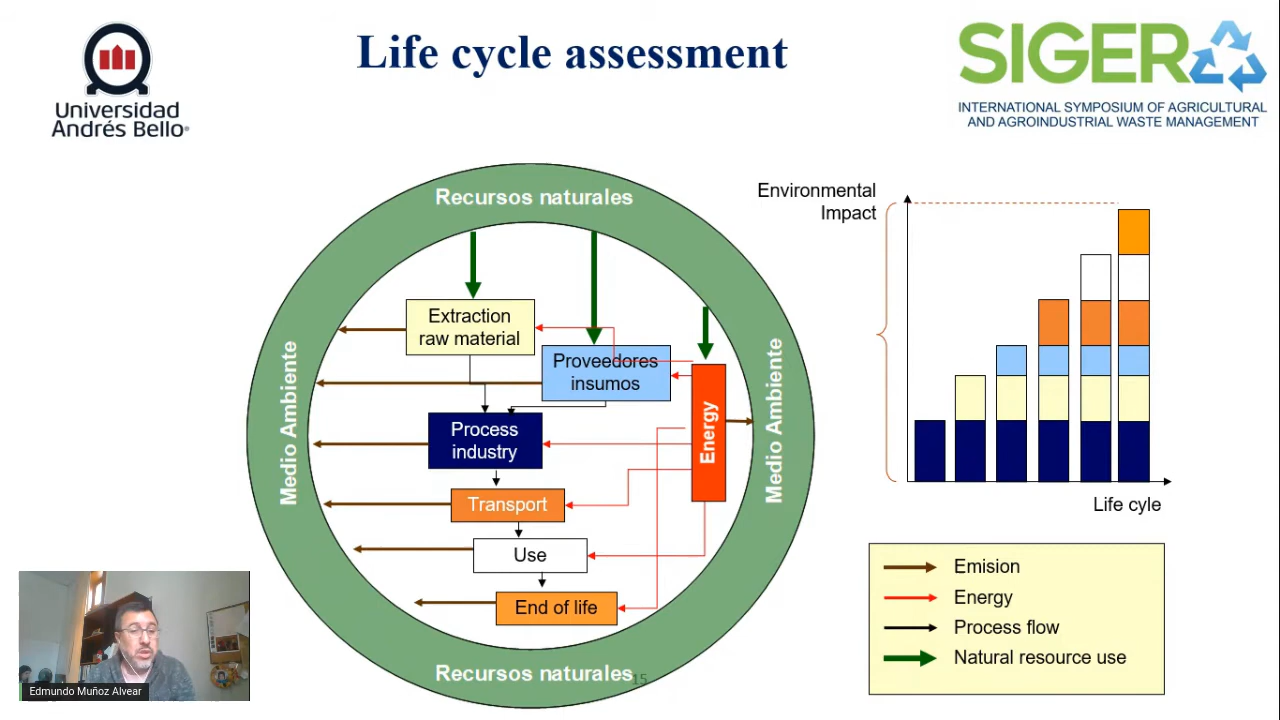 Life cycle assessment
Universidad
Andrés Bello®
SIGER
INTERNATIONAL SYMPOSIUM OF AGRICULTURAL
AND AGROINDUSTRIAL WASTE MANAGEMENT
Recursos naturales
Medio Ambiente
Extraction
raw material
Proveedores
insumos
Process
industry
Energy
Transport
Use
End of life
Medio Ambiente
Recursos naturales
15
Environmental
Impact
Life cyle
Emision
Energy
Process flow
Natural resource use
Edmundo Muñoz Alvear